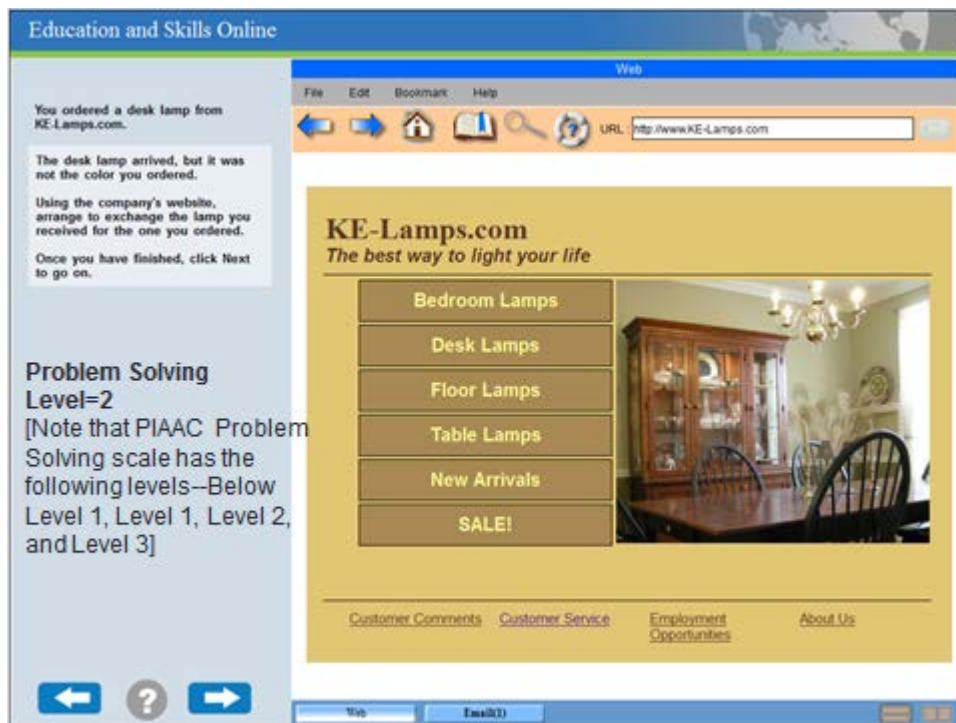 Education and Skills Online
You ordered a desk lamp from
KE-Lamps.com.
The desk lamp arrived, but it was
not the color you ordered.
Using the company's website,
arrange to exchange the lamp you
received for the one you ordered.
Once you have finished, click Next
to go on.
Problem Solving
Level=2
[Note that PIAAC Problem
Solving scale has the
following levels--Below
Level 1, Level 1, Level 2,
and Level 3]
?
Web
File Edit Bookmark Help
URL : http://www.KE-Lamps.com
KE-Lamps.com
The best way to light your life
Bedroom Lamps
Desk Lamps
Floor Lamps
Table Lamps
New Arrivals
SALE!
Customer Comments Customer Service Employment Opportunities About Us
Web Email(1)